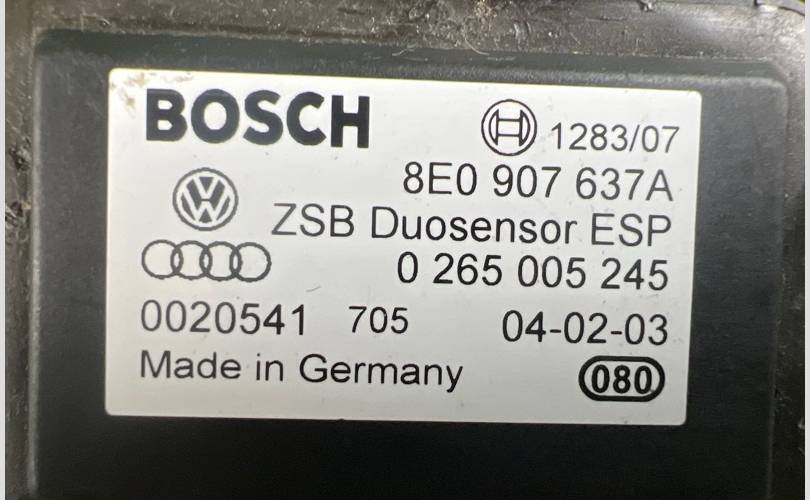 BOSCH
1283/07
8E0 907 637A
ZSB Duosensor ESP
0 265 005 245
0020541 705 04-02-03
Made in Germany 080